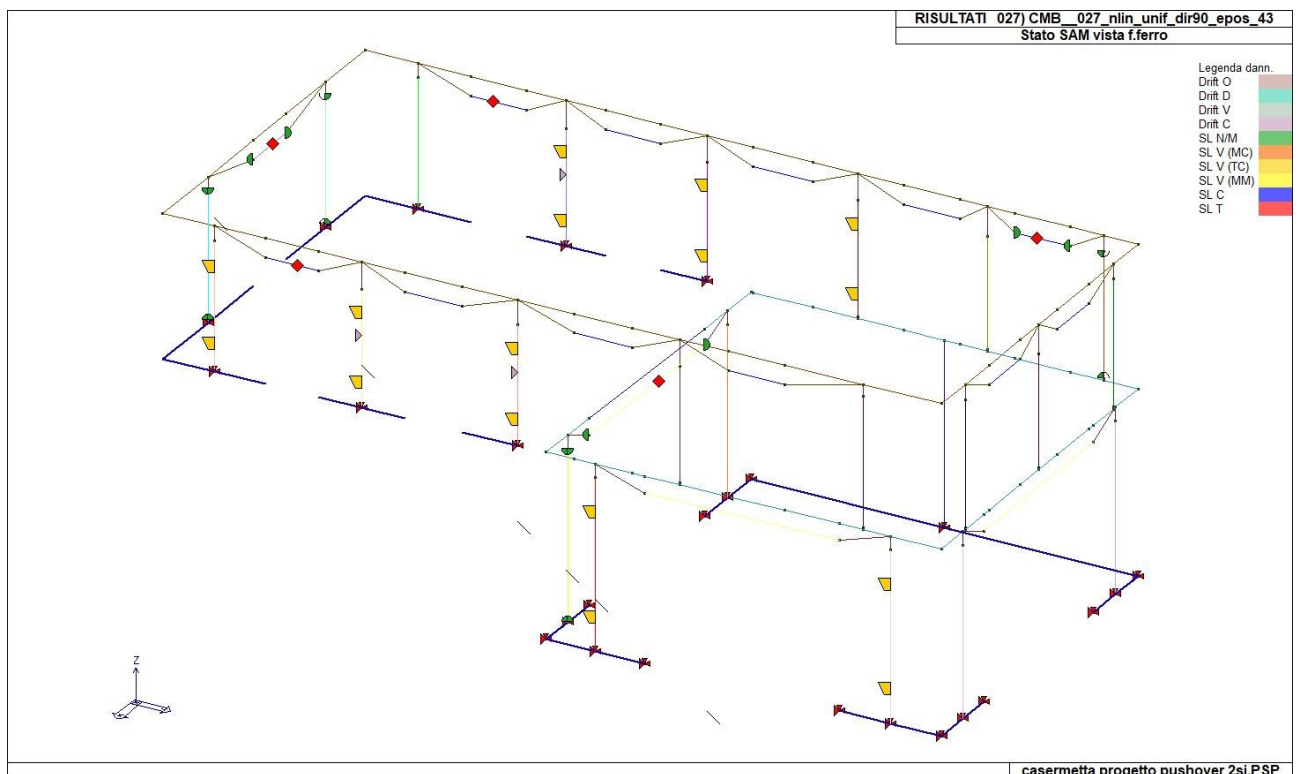 RISULTATI 027) CMB__027_nlin_unif_dir90_epos_43
Stato SAM vista f.ferro
Legenda dann.
Drift O
Drift D
Drift V
Drift C
SL N/M
SL V (MC)
SL V (TC)
SL V (MM)
SL C
SL T
Z
casermetta progetto pushover 2si.PSP